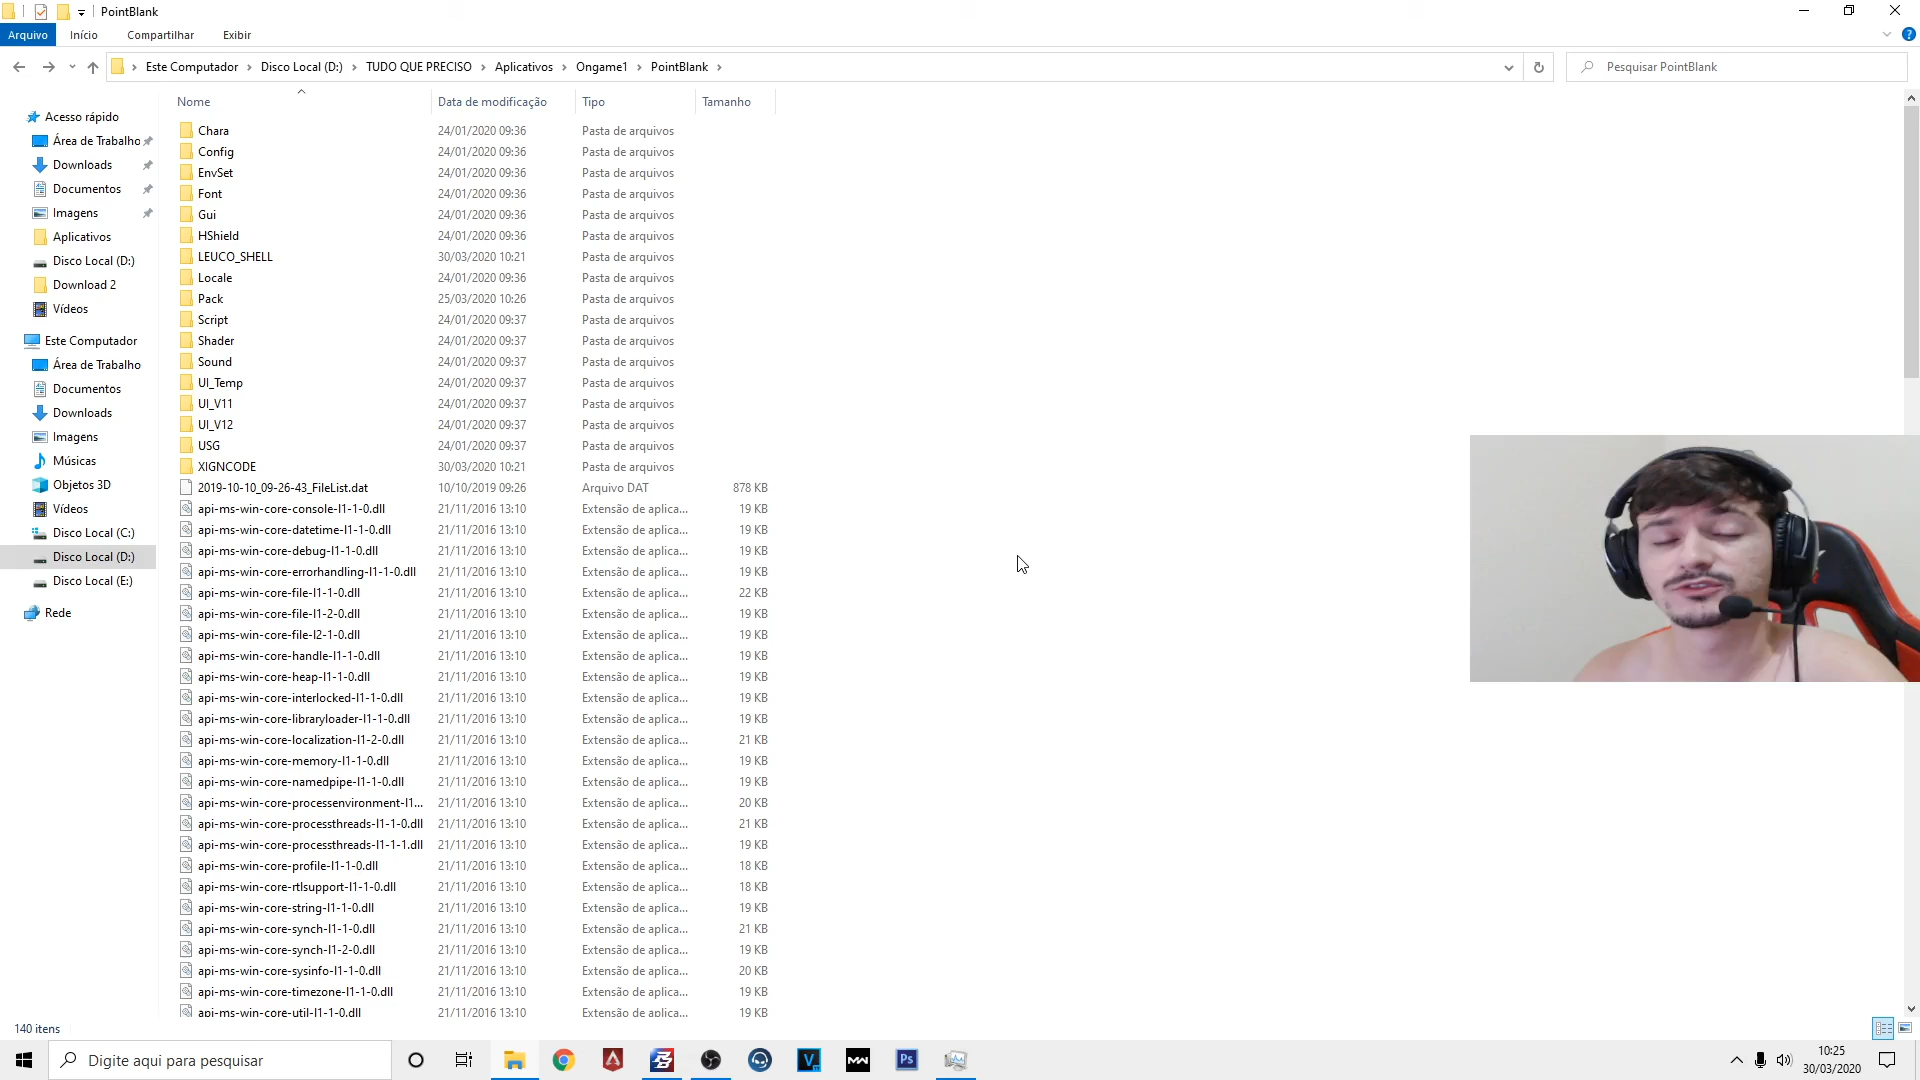 PointBlank
Arquivo Início Compartilhar Exibir
Este Computador Disco Local (D:) TUDO QUE PRECISO Aplicativos Ongame1 PointBlank
Pesquisar PointBlank
Nome Data de modificação Tipo Tamanho
Acesso rápido
Área de Trabalho
Downloads
Documentos
Imagens
Aplicativos
Disco Local (D:)
Download 2
Vídeos
Este Computador
Área de Trabalho
Documentos
Downloads
Imagens
Músicas
Objetos 3D
Vídeos
Disco Local (C:)
Disco Local (D:)
Disco Local (E:)
Rede
Chara 24/01/2020 09:36 Pasta de arquivos
Config 24/01/2020 09:36 Pasta de arquivos
EnvSet 24/01/2020 09:36 Pasta de arquivos
Font 24/01/2020 09:36 Pasta de arquivos
Gui 24/01/2020 09:36 Pasta de arquivos
HShield 24/01/2020 09:36 Pasta de arquivos
LEUCO_SHELL 30/03/2020 10:21 Pasta de arquivos
Locale 24/01/2020 09:36 Pasta de arquivos
Pack 25/03/2020 10:26 Pasta de arquivos
Script 24/01/2020 09:37 Pasta de arquivos
Shader 24/01/2020 09:37 Pasta de arquivos
Sound 24/01/2020 09:37 Pasta de arquivos
UI_Temp 24/01/2020 09:37 Pasta de arquivos
UI_V11 24/01/2020 09:37 Pasta de arquivos
UI_V12 24/01/2020 09:37 Pasta de arquivos
USG 24/01/2020 09:37 Pasta de arquivos
XIGNCODE 30/03/2020 10:21 Pasta de arquivos
2019-10-10_09-26-43_FileList.dat 10/10/2019 09:26 Arquivo DAT 878 KB
api-ms-win-core-console-l1-1-0.dll 21/11/2016 13:10 Extensão de aplica... 19 KB
api-ms-win-core-datetime-l1-1-0.dll 21/11/2016 13:10 Extensão de aplica... 19 KB
api-ms-win-core-debug-l1-1-0.dll 21/11/2016 13:10 Extensão de aplica... 19 KB
api-ms-win-core-errorhandling-l1-1-0.dll 21/11/2016 13:10 Extensão de aplica... 19 KB
api-ms-win-core-file-l1-1-0.dll 21/11/2016 13:10 Extensão de aplica... 22 KB
api-ms-win-core-file-l1-2-0.dll 21/11/2016 13:10 Extensão de aplica... 19 KB
api-ms-win-core-file-l2-1-0.dll 21/11/2016 13:10 Extensão de aplica... 19 KB
api-ms-win-core-handle-l1-1-0.dll 21/11/2016 13:10 Extensão de aplica... 19 KB
api-ms-win-core-heap-l1-1-0.dll 21/11/2016 13:10 Extensão de aplica... 19 KB
api-ms-win-core-interlocked-l1-1-0.dll 21/11/2016 13:10 Extensão de aplica... 19 KB
api-ms-win-core-libraryloader-l1-1-0.dll 21/11/2016 13:10 Extensão de aplica... 19 KB
api-ms-win-core-localization-l1-2-0.dll 21/11/2016 13:10 Extensão de aplica... 21 KB
api-ms-win-core-memory-l1-1-0.dll 21/11/2016 13:10 Extensão de aplica... 19 KB
api-ms-win-core-namedpipe-l1-1-0.dll 21/11/2016 13:10 Extensão de aplica... 19 KB
api-ms-win-core-processenvironment-l1... 21/11/2016 13:10 Extensão de aplica... 20 KB
api-ms-win-core-processthreads-l1-1-0.dll 21/11/2016 13:10 Extensão de aplica... 21 KB
api-ms-win-core-processthreads-l1-1-1.dll 21/11/2016 13:10 Extensão de aplica... 19 KB
api-ms-win-core-profile-l1-1-0.dll 21/11/2016 13:10 Extensão de aplica... 18 KB
api-ms-win-core-rtlsupport-l1-1-0.dll 21/11/2016 13:10 Extensão de aplica... 18 KB
api-ms-win-core-string-l1-1-0.dll 21/11/2016 13:10 Extensão de aplica... 19 KB
api-ms-win-core-synch-l1-1-0.dll 21/11/2016 13:10 Extensão de aplica... 21 KB
api-ms-win-core-synch-l1-2-0.dll 21/11/2016 13:10 Extensão de aplica... 19 KB
api-ms-win-core-sysinfo-l1-1-0.dll 21/11/2016 13:10 Extensão de aplica... 20 KB
api-ms-win-core-timezone-l1-1-0.dll 21/11/2016 13:10 Extensão de aplica... 19 KB
api-ms-win-core-util-l1-1-0.dll 21/11/2016 13:10 Extensão de aplica... 19 KB
140 itens
Digite aqui para pesquisar
10:25
30/03/2020